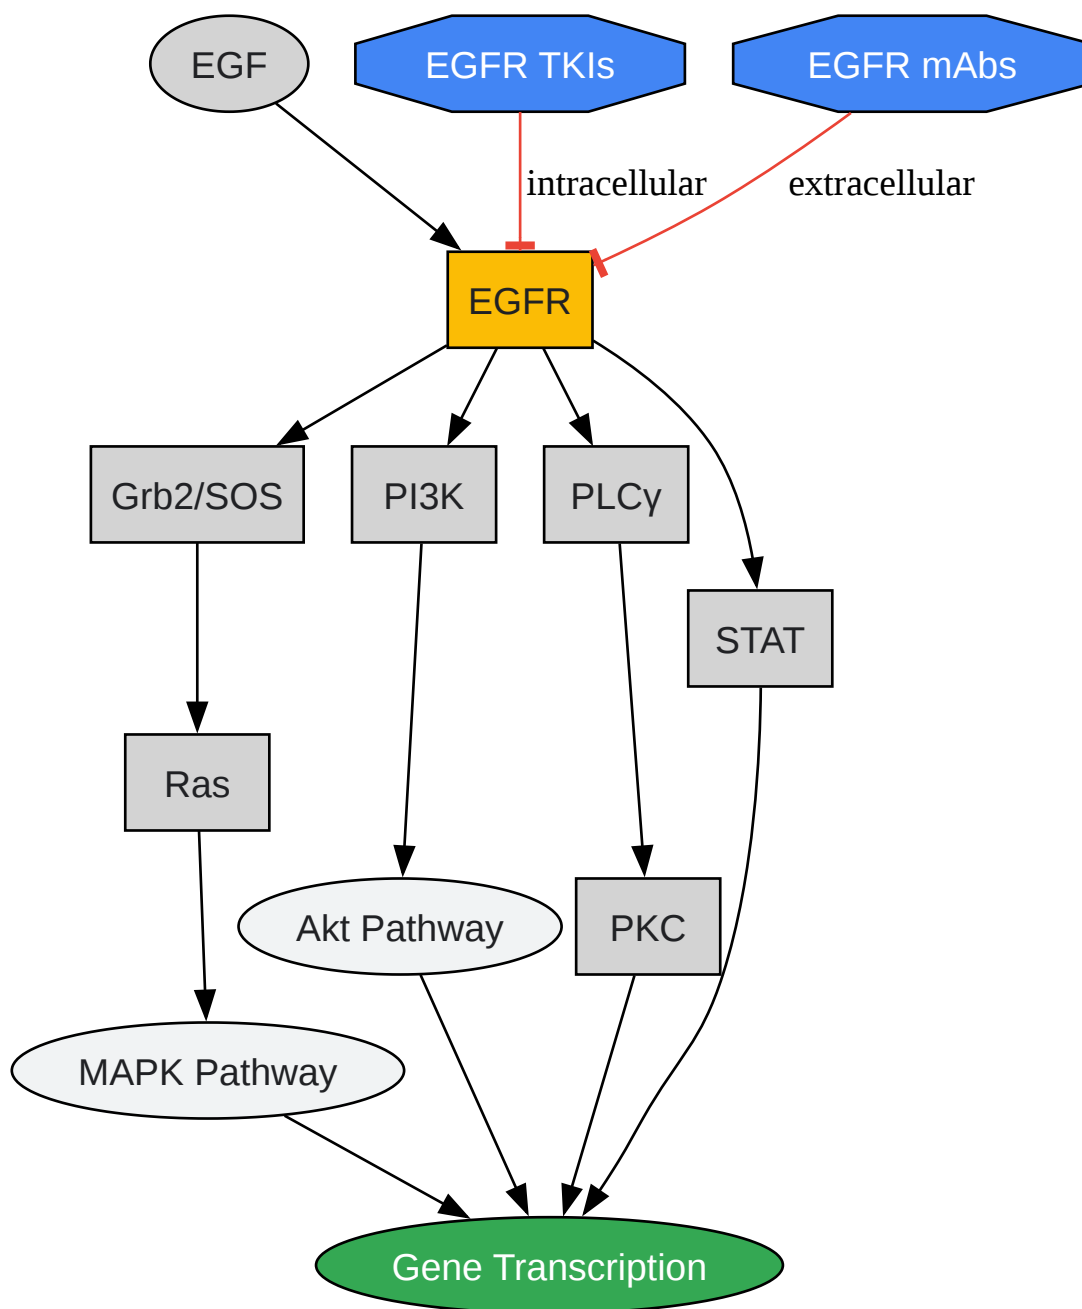 EGF
EGFR TKIs
EGFR mAbs
intracellular
extracellular
EGFR
Grb2/SOS
PI3K
PLCγ
STAT
Ras
Akt Pathway
PKC
MAPK Pathway
Gene Transcription